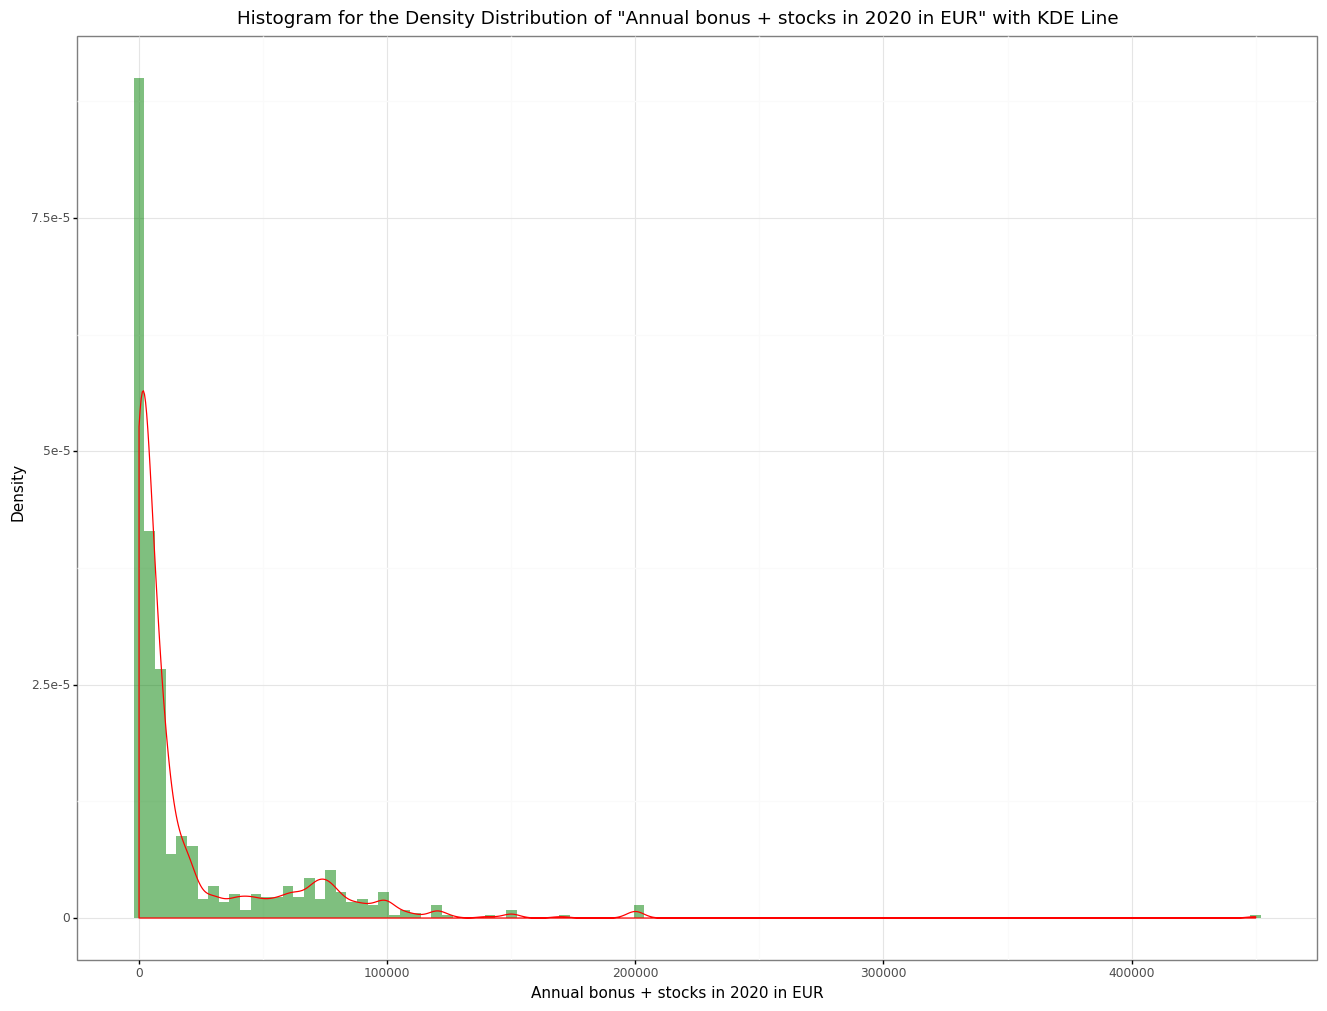 Histogram for the Density Distribution of "Annual bonus + stocks in 2020 in EUR" with KDE Line
7.5e-5
5e-5
2.5e-5
0
Density
0 100000 200000 300000 400000
Annual bonus + stocks in 2020 in EUR